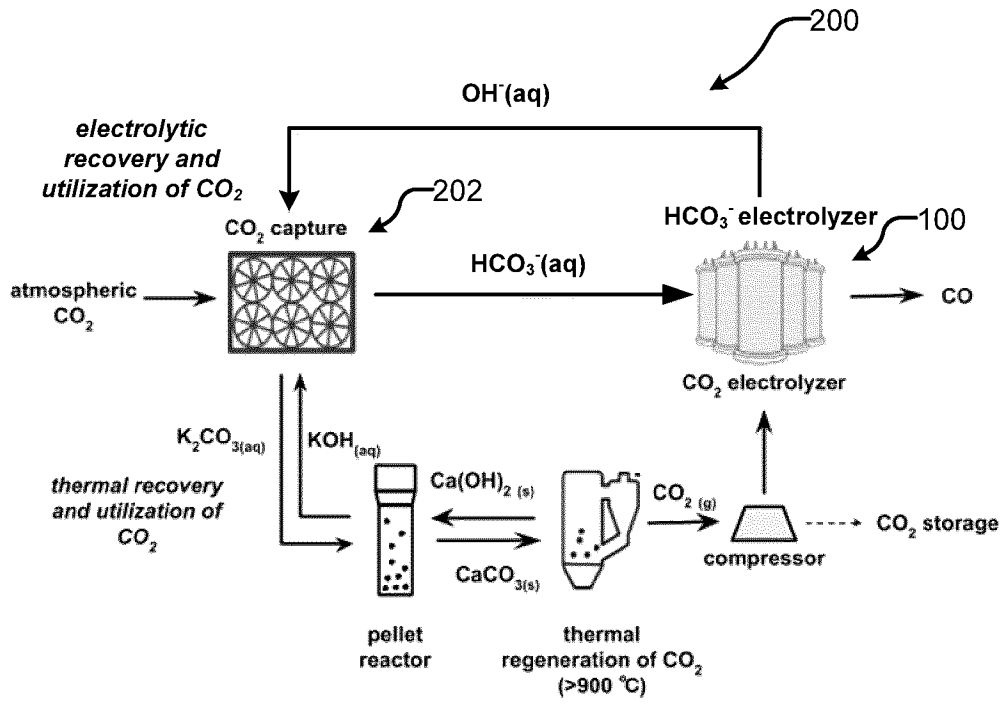 200
OH⁻(aq)
electrolytic
recovery and
utilization of CO₂
202
CO₂ capture
HCO₃⁻ electrolyzer
100
HCO₃⁻(aq)
atmospheric
CO₂
CO
CO₂ electrolyzer
K₂CO₃(aq)
KOH(aq)
thermal recovery
and utilization of
CO₂
Ca(OH)₂ (s)
CO₂ (g)
CO₂ storage
compressor
CaCO₃(s)
pellet
reactor
thermal
regeneration of CO₂
(>900 °C)